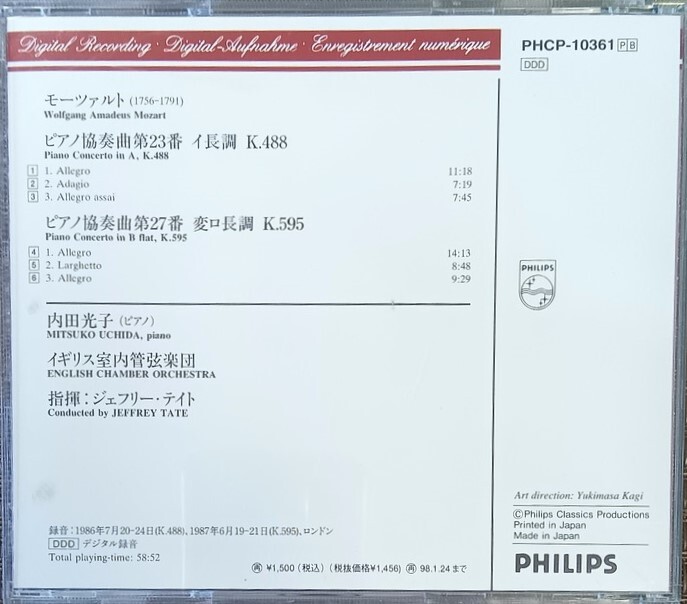 Digital Recording · Digital-Aufnahme · Enregistrement numérique
PHCP-10361 PB
DDD
モーツァルト (1756-1791)
Wolfgang Amadeus Mozart
ピアノ協奏曲第23番 イ長調 K.488
Piano Concerto in A, K.488
1 1. Allegro 11:18
2 2. Adagio 7:19
3 3. Allegro assai 7:45
ピアノ協奏曲第27番 変ロ長調 K.595
Piano Concerto in B flat, K.595
4 1. Allegro 14:13
5 2. Larghetto 8:48
6 3. Allegro 9:29
PHILIPS
内田光子 (ピアノ)
MITSUKO UCHIDA, piano
イギリス室内管弦楽団
ENGLISH CHAMBER ORCHESTRA
指揮:ジェフリー・テイト
Conducted by JEFFREY TATE
録音:1986年7月20-24日(K.488)、1987年6月19-21日(K.595)、ロンドン
DDD デジタル録音
Total playing-time: 58:52
再 ¥1,500 (税込) (税抜価格¥1,456) 再 98.1.24まで
Art direction: Yukimasa Kagi
©Philips Classics Productions
Printed in Japan
Made in Japan
PHILIPS